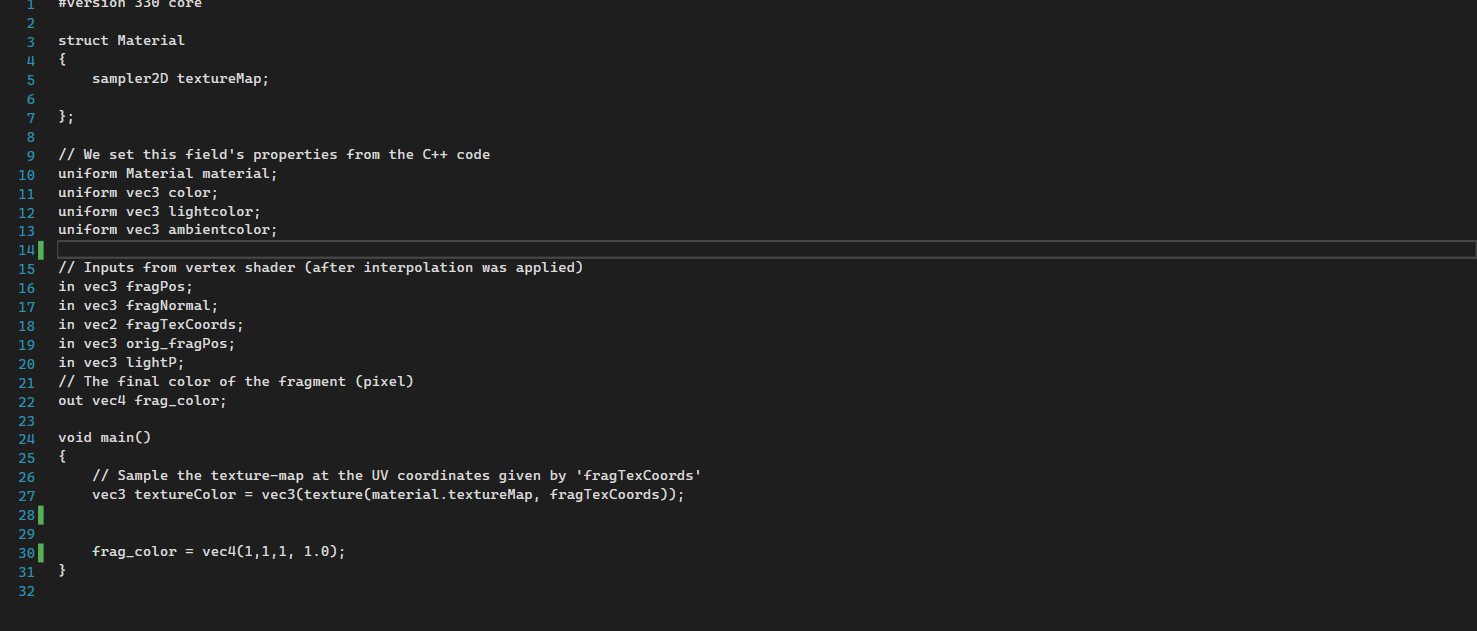 1 #version 330 core
2
3 struct Material
4 {
5     sampler2D textureMap;
6
7 };
8
9 // We set this field's properties from the C++ code
10 uniform Material material;
11 uniform vec3 color;
12 uniform vec3 lightcolor;
13 uniform vec3 ambientcolor;
14
15 // Inputs from vertex shader (after interpolation was applied)
16 in vec3 fragPos;
17 in vec3 fragNormal;
18 in vec2 fragTexCoords;
19 in vec3 orig_fragPos;
20 in vec3 lightP;
21 // The final color of the fragment (pixel)
22 out vec4 frag_color;
23
24 void main()
25 {
26     // Sample the texture-map at the UV coordinates given by 'fragTexCoords'
27     vec3 textureColor = vec3(texture(material.textureMap, fragTexCoords));
28
29
30     frag_color = vec4(1,1,1, 1.0);
31 }
32